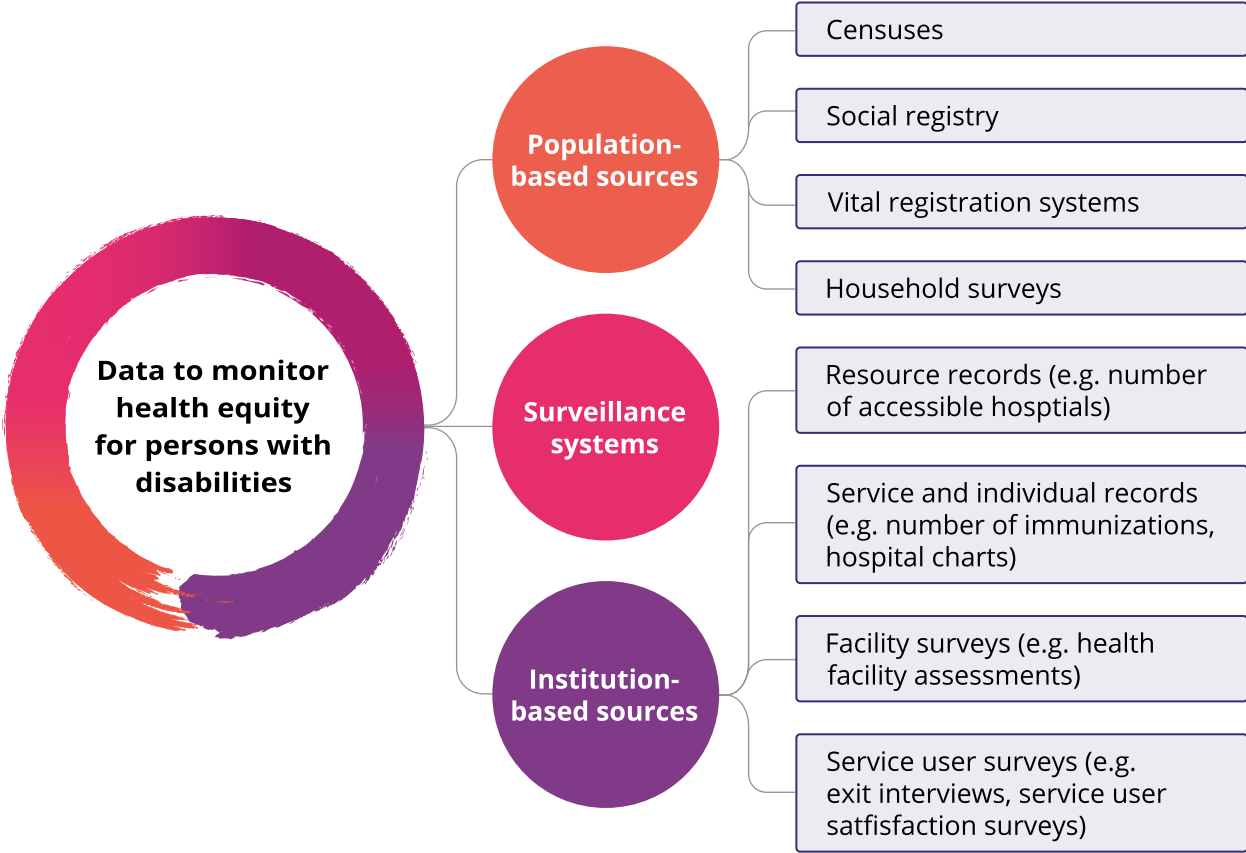 Data to monitor
health equity
for persons with
disabilities
Population-
based sources
Censuses
Social registry
Vital registration systems
Household surveys
Surveillance
systems
Institution-
based sources
Resource records (e.g. number
of accessible hosptials)
Service and individual records
(e.g. number of immunizations,
hospital charts)
Facility surveys (e.g. health
facility assessments)
Service user surveys (e.g.
exit interviews, service user
satfisfaction surveys)